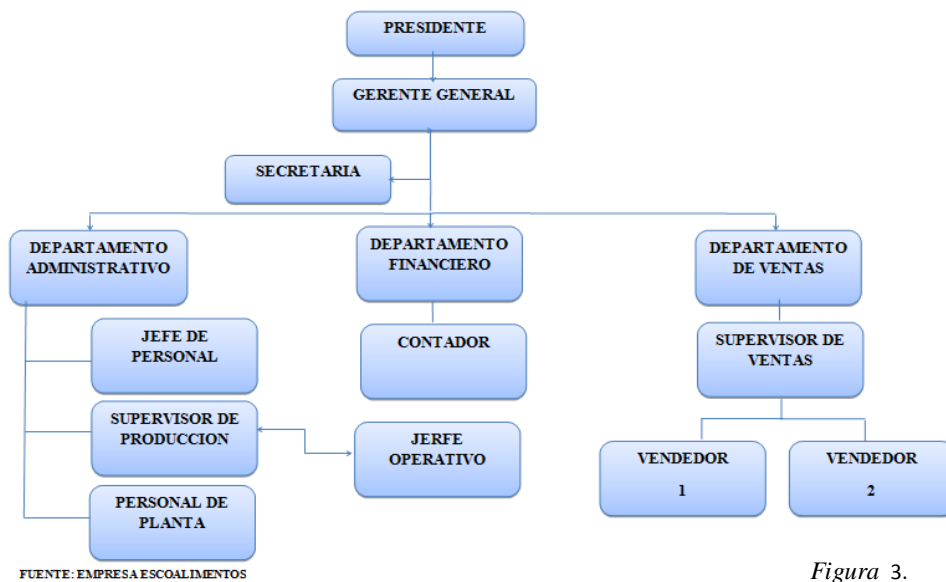 PRESIDENTE
GERENTE GENERAL
SECRETARIA
DEPARTAMENTO
ADMINISTRATIVO
DEPARTAMENTO
FINANCIERO
DEPARTAMENTO
DE VENTAS
JEFE DE
PERSONAL
CONTADOR
SUPERVISOR DE
VENTAS
SUPERVISOR DE
PRODUCCION
JERFE
OPERATIVO
VENDEDOR
1
VENDEDOR
2
PERSONAL DE
PLANTA
FUENTE: EMPRESA ESCOALIMENTOS
Figura 3.